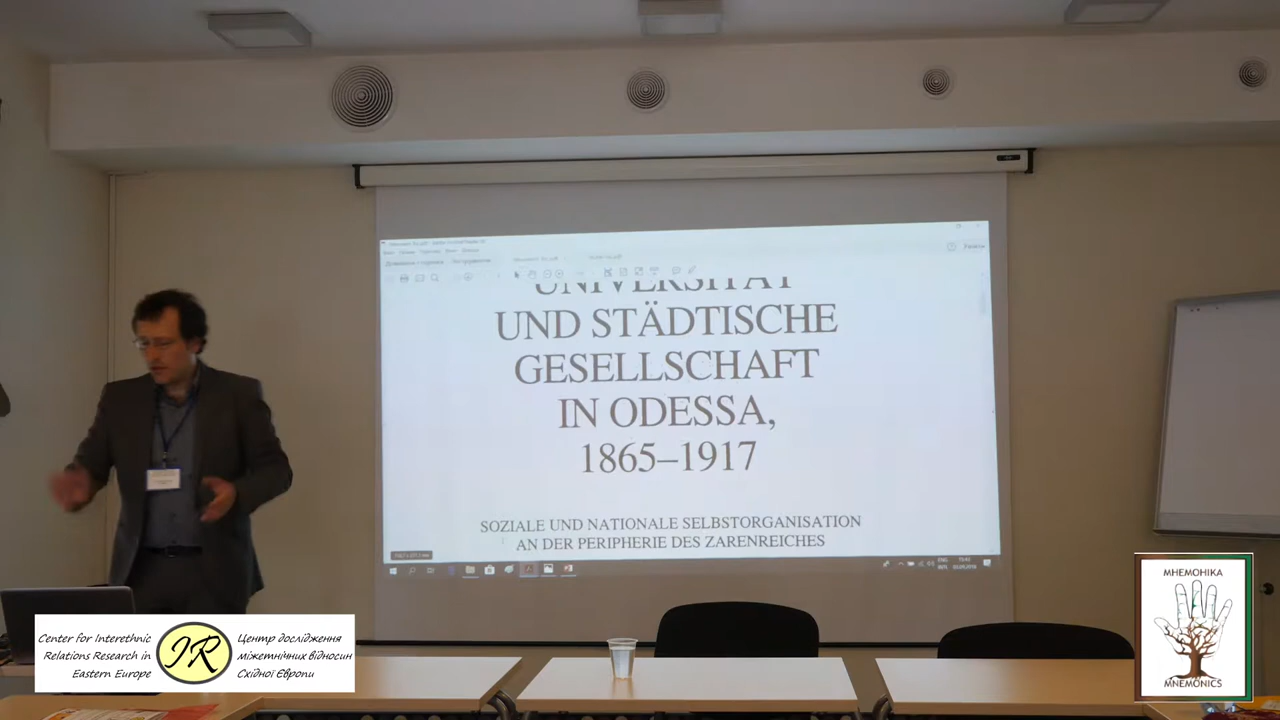 UNIVERSITÄT
UND STÄDTISCHE
GESELLSCHAFT
IN ODESSA,
1865–1917
SOZIALE UND NATIONALE SELBSTORGANISATION
AN DER PERIPHERIE DES ZARENREICHES
Center for Interethnic
Relations Research in
Eastern Europe
IR
Центр дослідження
міжетнічних відносин
Східної Європи
МНЕМОНІКА
MNEMONICS